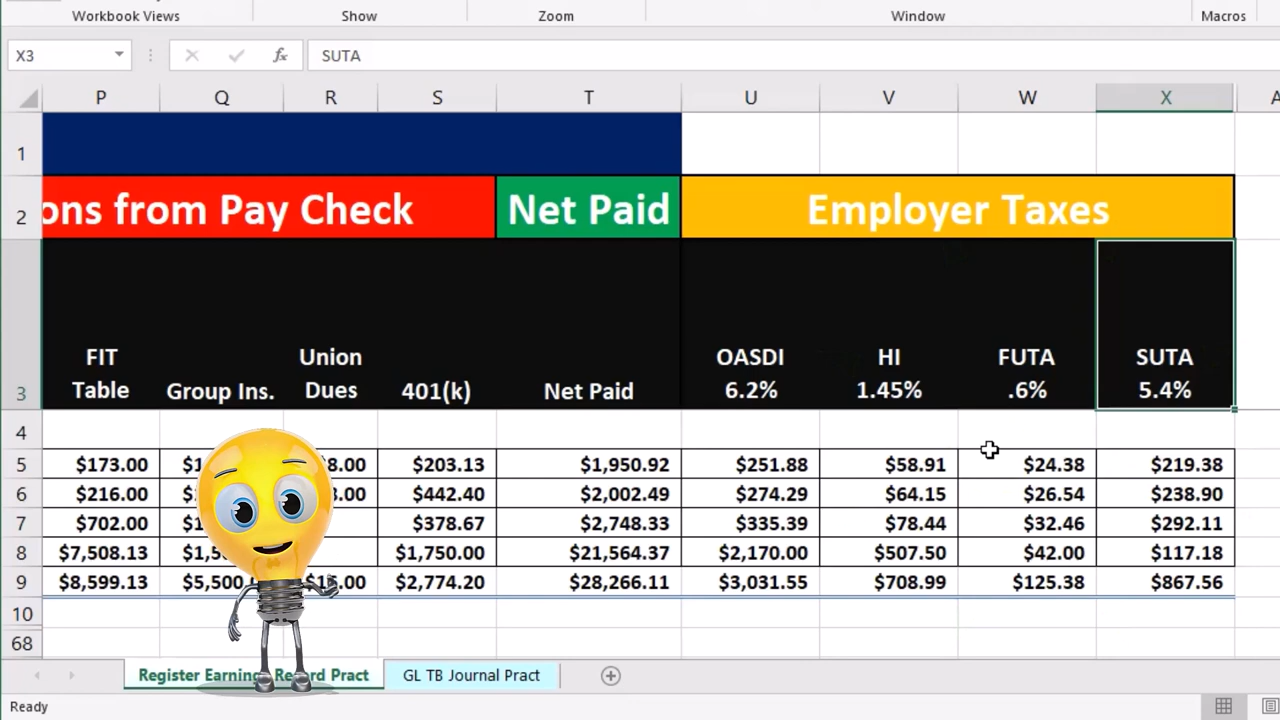 Workbook Views Show Zoom Window Macros
X3 fx SUTA
P Q R S T U V W X
1
2 ons from Pay Check Net Paid Employer Taxes
FIT Union OASDI HI FUTA SUTA
3 Table Group Ins. Dues 401(k) Net Paid 6.2% 1.45% .6% 5.4%
4
5 $173.00 $203.13 $1,950.92 $251.88 $58.91 $24.38 $219.38
6 $216.00 $442.40 $2,002.49 $274.29 $64.15 $26.54 $238.90
7 $702.00 $378.67 $2,748.33 $335.39 $78.44 $32.46 $292.11
8 $7,508.13 $1,750.00 $21,564.37 $2,170.00 $507.50 $42.00 $117.18
9 $8,599.13 $2,774.20 $28,266.11 $3,031.55 $708.99 $125.38 $867.56
10
68
Register Earning Record Pract GL TB Journal Pract
Ready